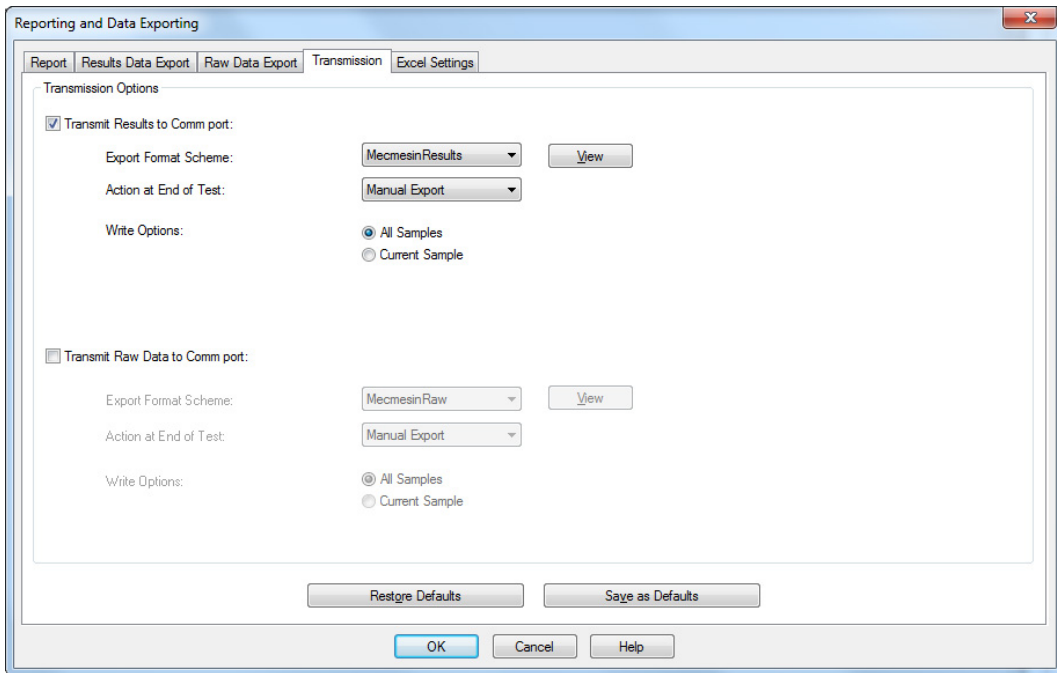 Reporting and Data Exporting
Report Results Data Export Raw Data Export Transmission Excel Settings
Transmission Options
Transmit Results to Comm port:
Export Format Scheme: MecmesinResults View
Action at End of Test: Manual Export
Write Options: All Samples
Current Sample
Transmit Raw Data to Comm port:
Export Format Scheme: MecmesinRaw View
Action at End of Test: Manual Export
Write Options: All Samples
Current Sample
Restore Defaults Save as Defaults
OK Cancel Help